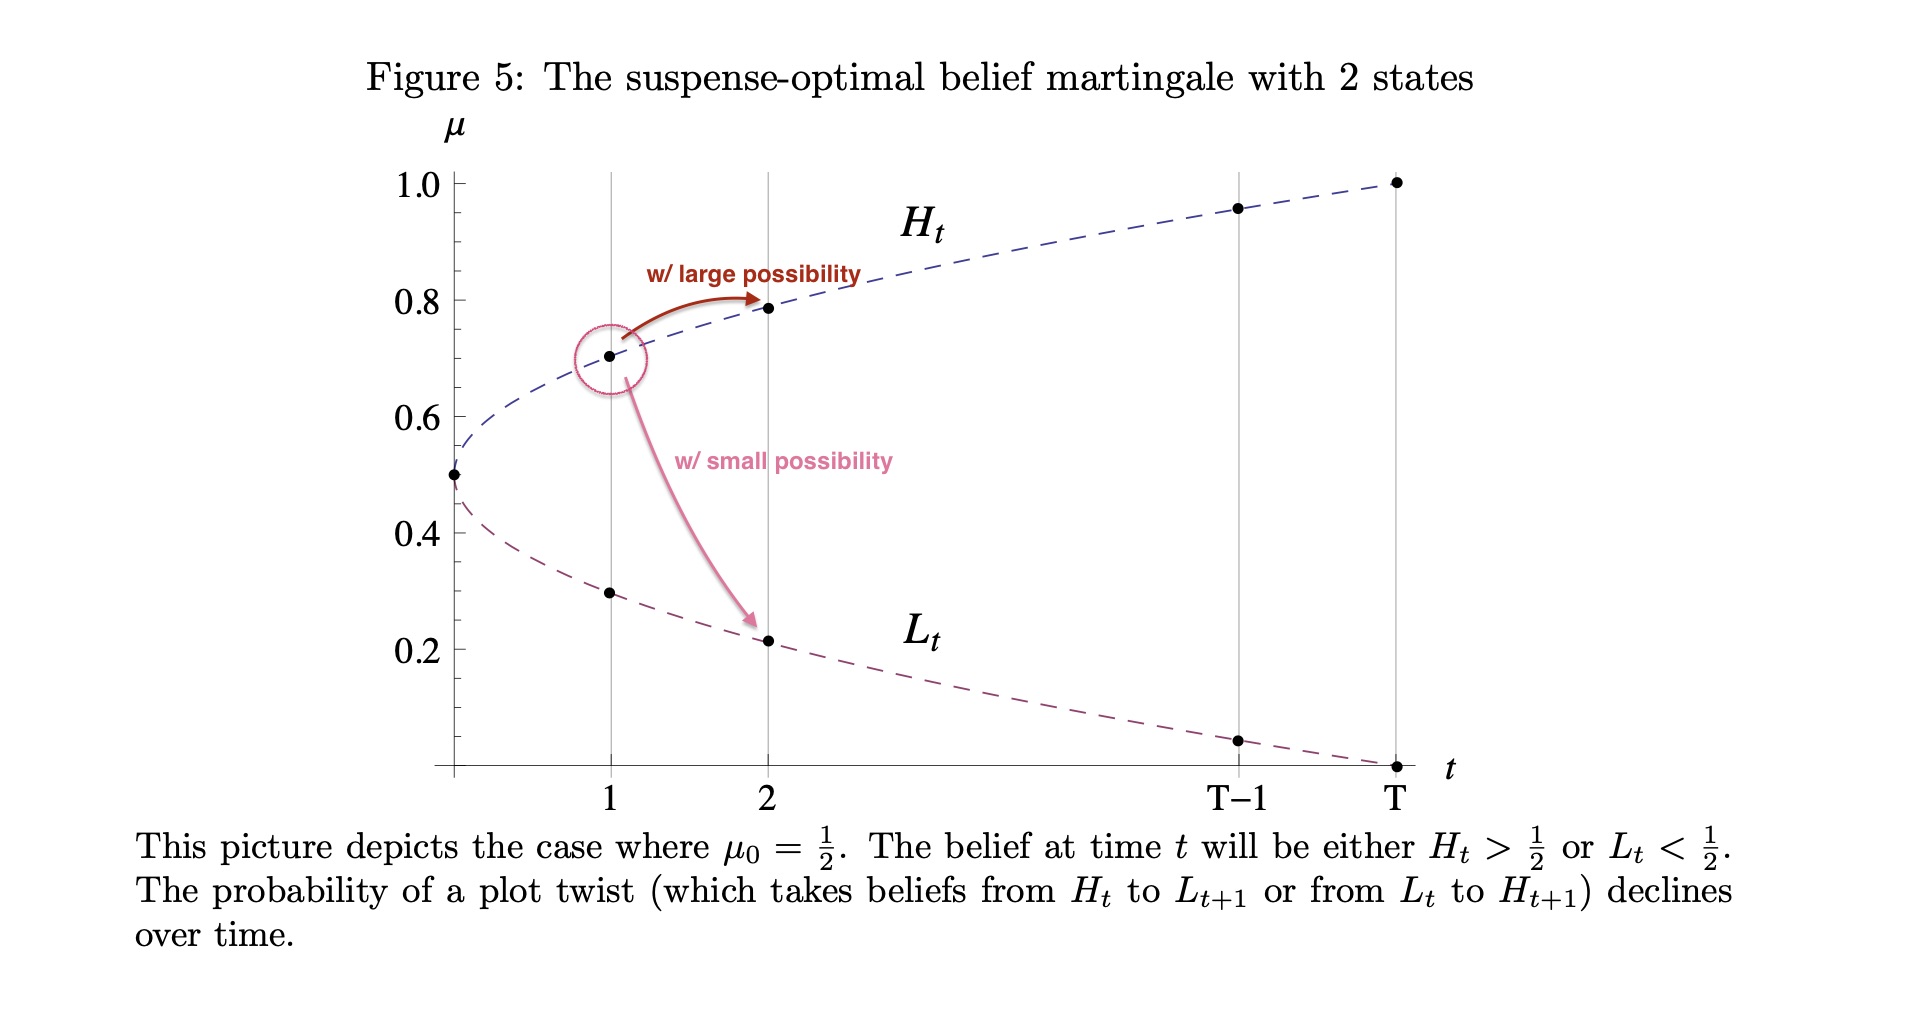 Figure 5: The suspense-optimal belief martingale with 2 states
μ
1.0
H_t
w/ large possibility
0.8
0.6
w/ small possibility
0.4
L_t
0.2
t
1 2 T−1 T
This picture depicts the case where μ₀ = 1/2. The belief at time t will be either H_t > 1/2 or L_t < 1/2.
The probability of a plot twist (which takes beliefs from H_t to L_{t+1} or from L_t to H_{t+1}) declines
over time.